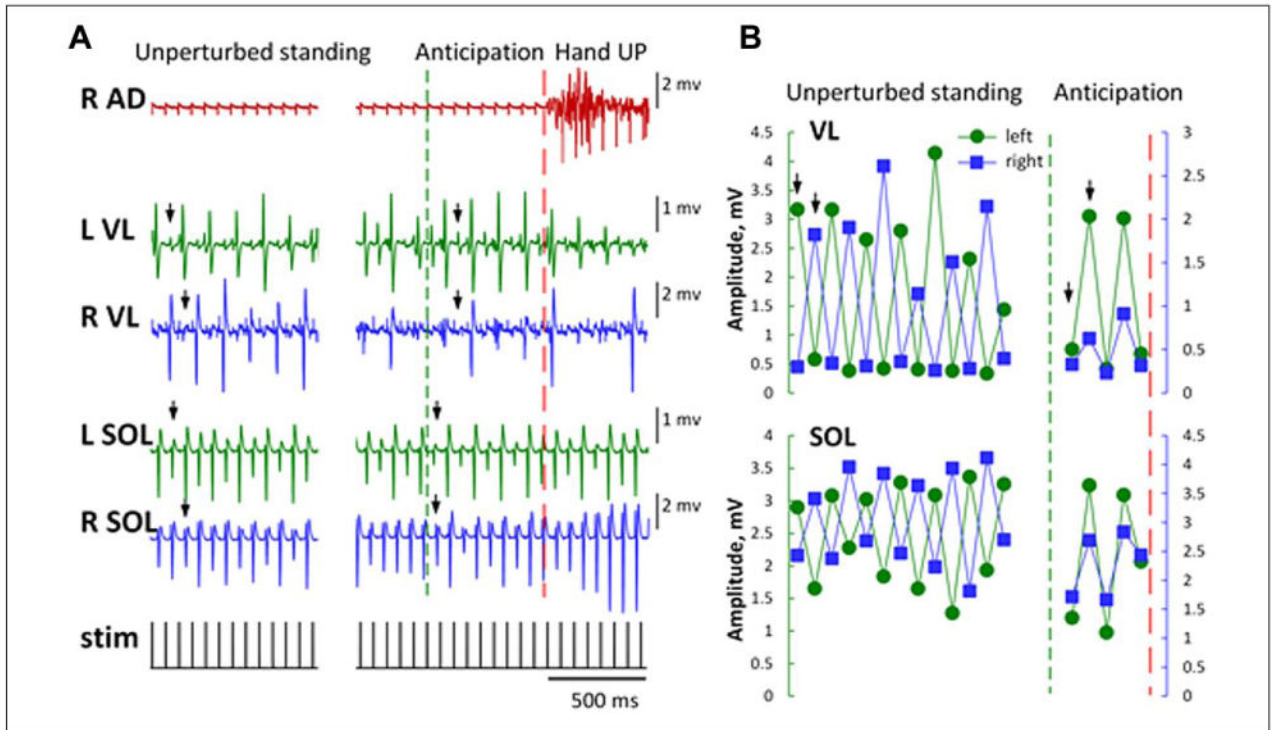 A
Unperturbed standing Anticipation Hand UP
R AD
2 mv
L VL
1 mv
R VL
2 mv
L SOL
1 mv
R SOL
2 mv
stim
500 ms
B
Unperturbed standing Anticipation
VL
left
right
Amplitude, mV
4.5
4
3.5
3
2.5
2
1.5
1
0.5
0
3
2.5
2
1.5
1
0.5
0
SOL
Amplitude, mV
4
3.5
3
2.5
2
1.5
1
0.5
0
4.5
4
3.5
3
2.5
2
1.5
1
0.5
0